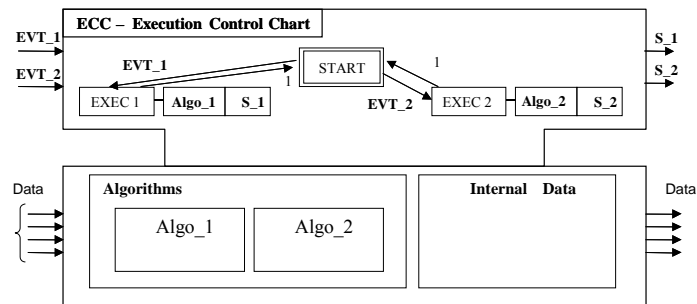 ECC – Execution Control Chart
EVT_1
EVT_2
EVT_1
1
START
1
EVT_2
EXEC 1
Algo_1
S_1
EXEC 2
Algo_2
S_2
S_1
S_2
Data
Algorithms
Algo_1
Algo_2
Internal Data
Data